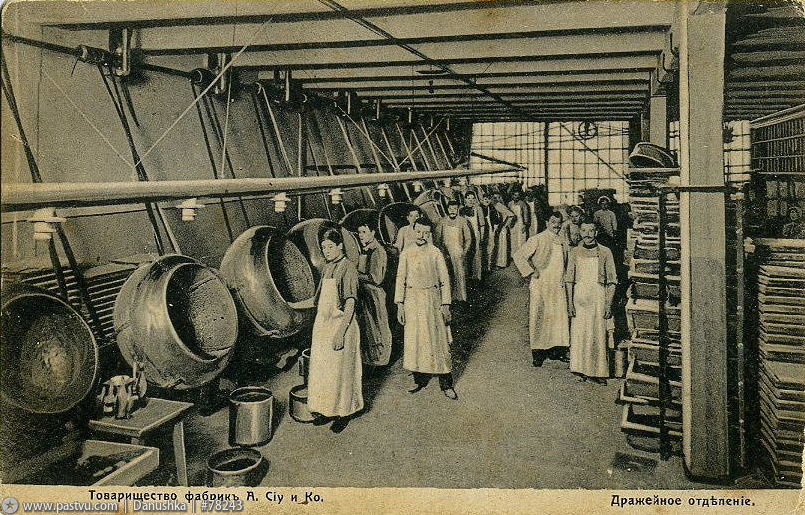 Товарищество фабрикъ А. Сіу и Ко.
Дражейное отдѣленіе.
www.pastvu.com | Danushka | #78243